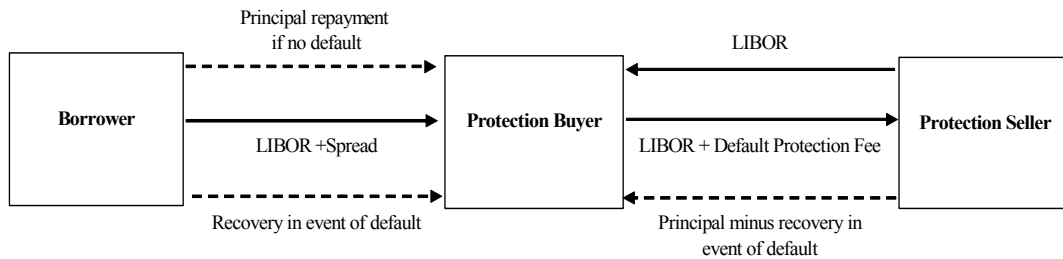 Principal repayment
if no default
LIBOR
Borrower
Protection Buyer
Protection Seller
LIBOR +Spread
LIBOR + Default Protection Fee
Recovery in event of default
Principal minus recovery in
event of default